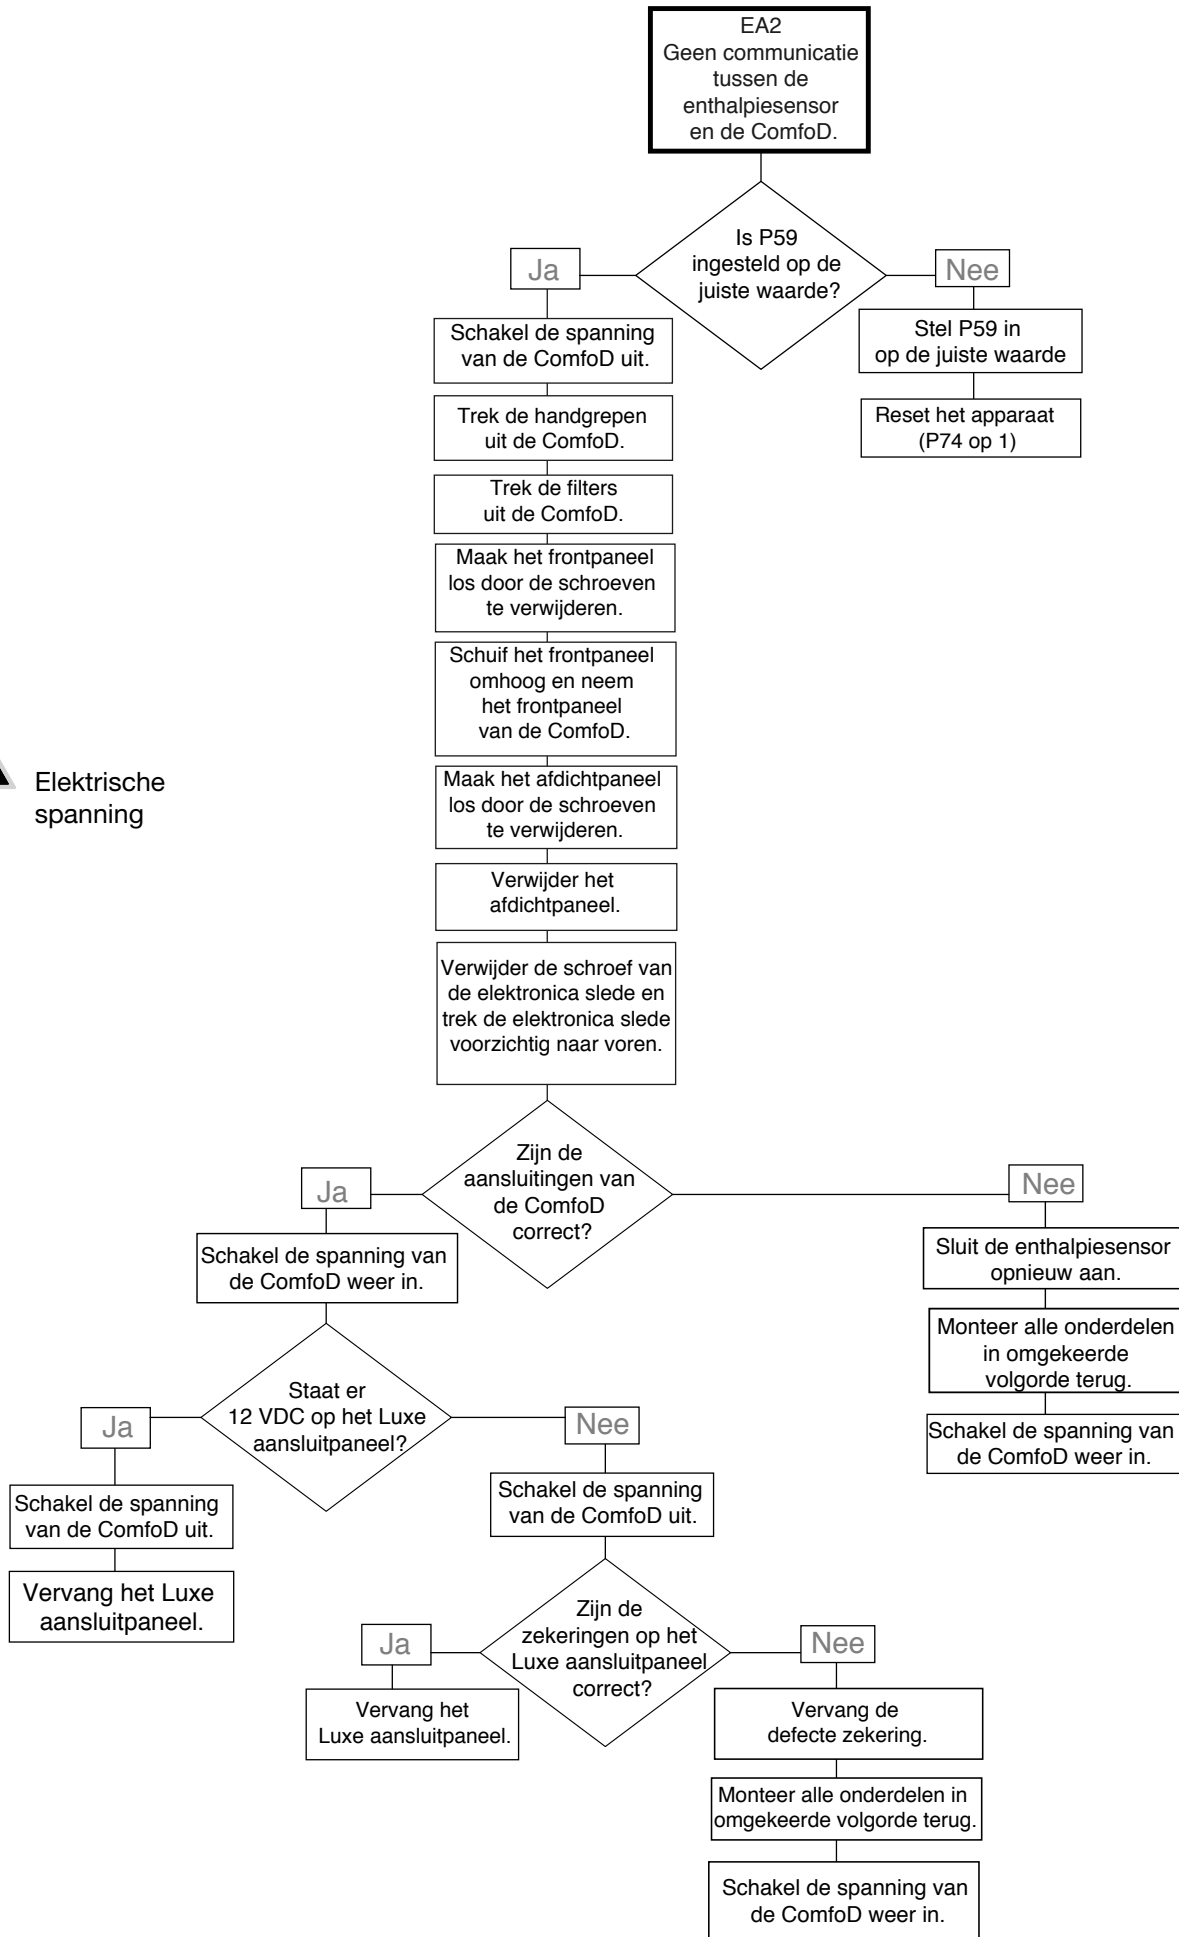 EA2
Geen communicatie
tussen de
enthalpiesensor
en de ComfoD.
Is P59
ingesteld op de
juiste waarde?
Ja
Nee
Schakel de spanning
van de ComfoD uit.
Stel P59 in
op de juiste waarde
Trek de handgrepen
uit de ComfoD.
Reset het apparaat
(P74 op 1)
Trek de filters
uit de ComfoD.
Maak het frontpaneel
los door de schroeven
te verwijderen.
Schuif het frontpaneel
omhoog en neem
het frontpaneel
van de ComfoD.
Elektrische
spanning
Maak het afdichtpaneel
los door de schroeven
te verwijderen.
Verwijder het
afdichtpaneel.
Verwijder de schroef van
de elektronica slede en
trek de elektronica slede
voorzichtig naar voren.
Zijn de
aansluitingen van
de ComfoD
correct?
Ja
Nee
Schakel de spanning van
de ComfoD weer in.
Sluit de enthalpiesensor
opnieuw aan.
Monteer alle onderdelen
in omgekeerde
volgorde terug.
Schakel de spanning van
de ComfoD weer in.
Staat er
12 VDC op het Luxe
aansluitpaneel?
Ja
Nee
Schakel de spanning
van de ComfoD uit.
Vervang het Luxe
aansluitpaneel.
Schakel de spanning
van de ComfoD uit.
Zijn de
zekeringen op het
Luxe aansluitpaneel
correct?
Ja
Nee
Vervang het
Luxe aansluitpaneel.
Vervang de
defecte zekering.
Monteer alle onderdelen in
omgekeerde volgorde terug.
Schakel de spanning van
de ComfoD weer in.